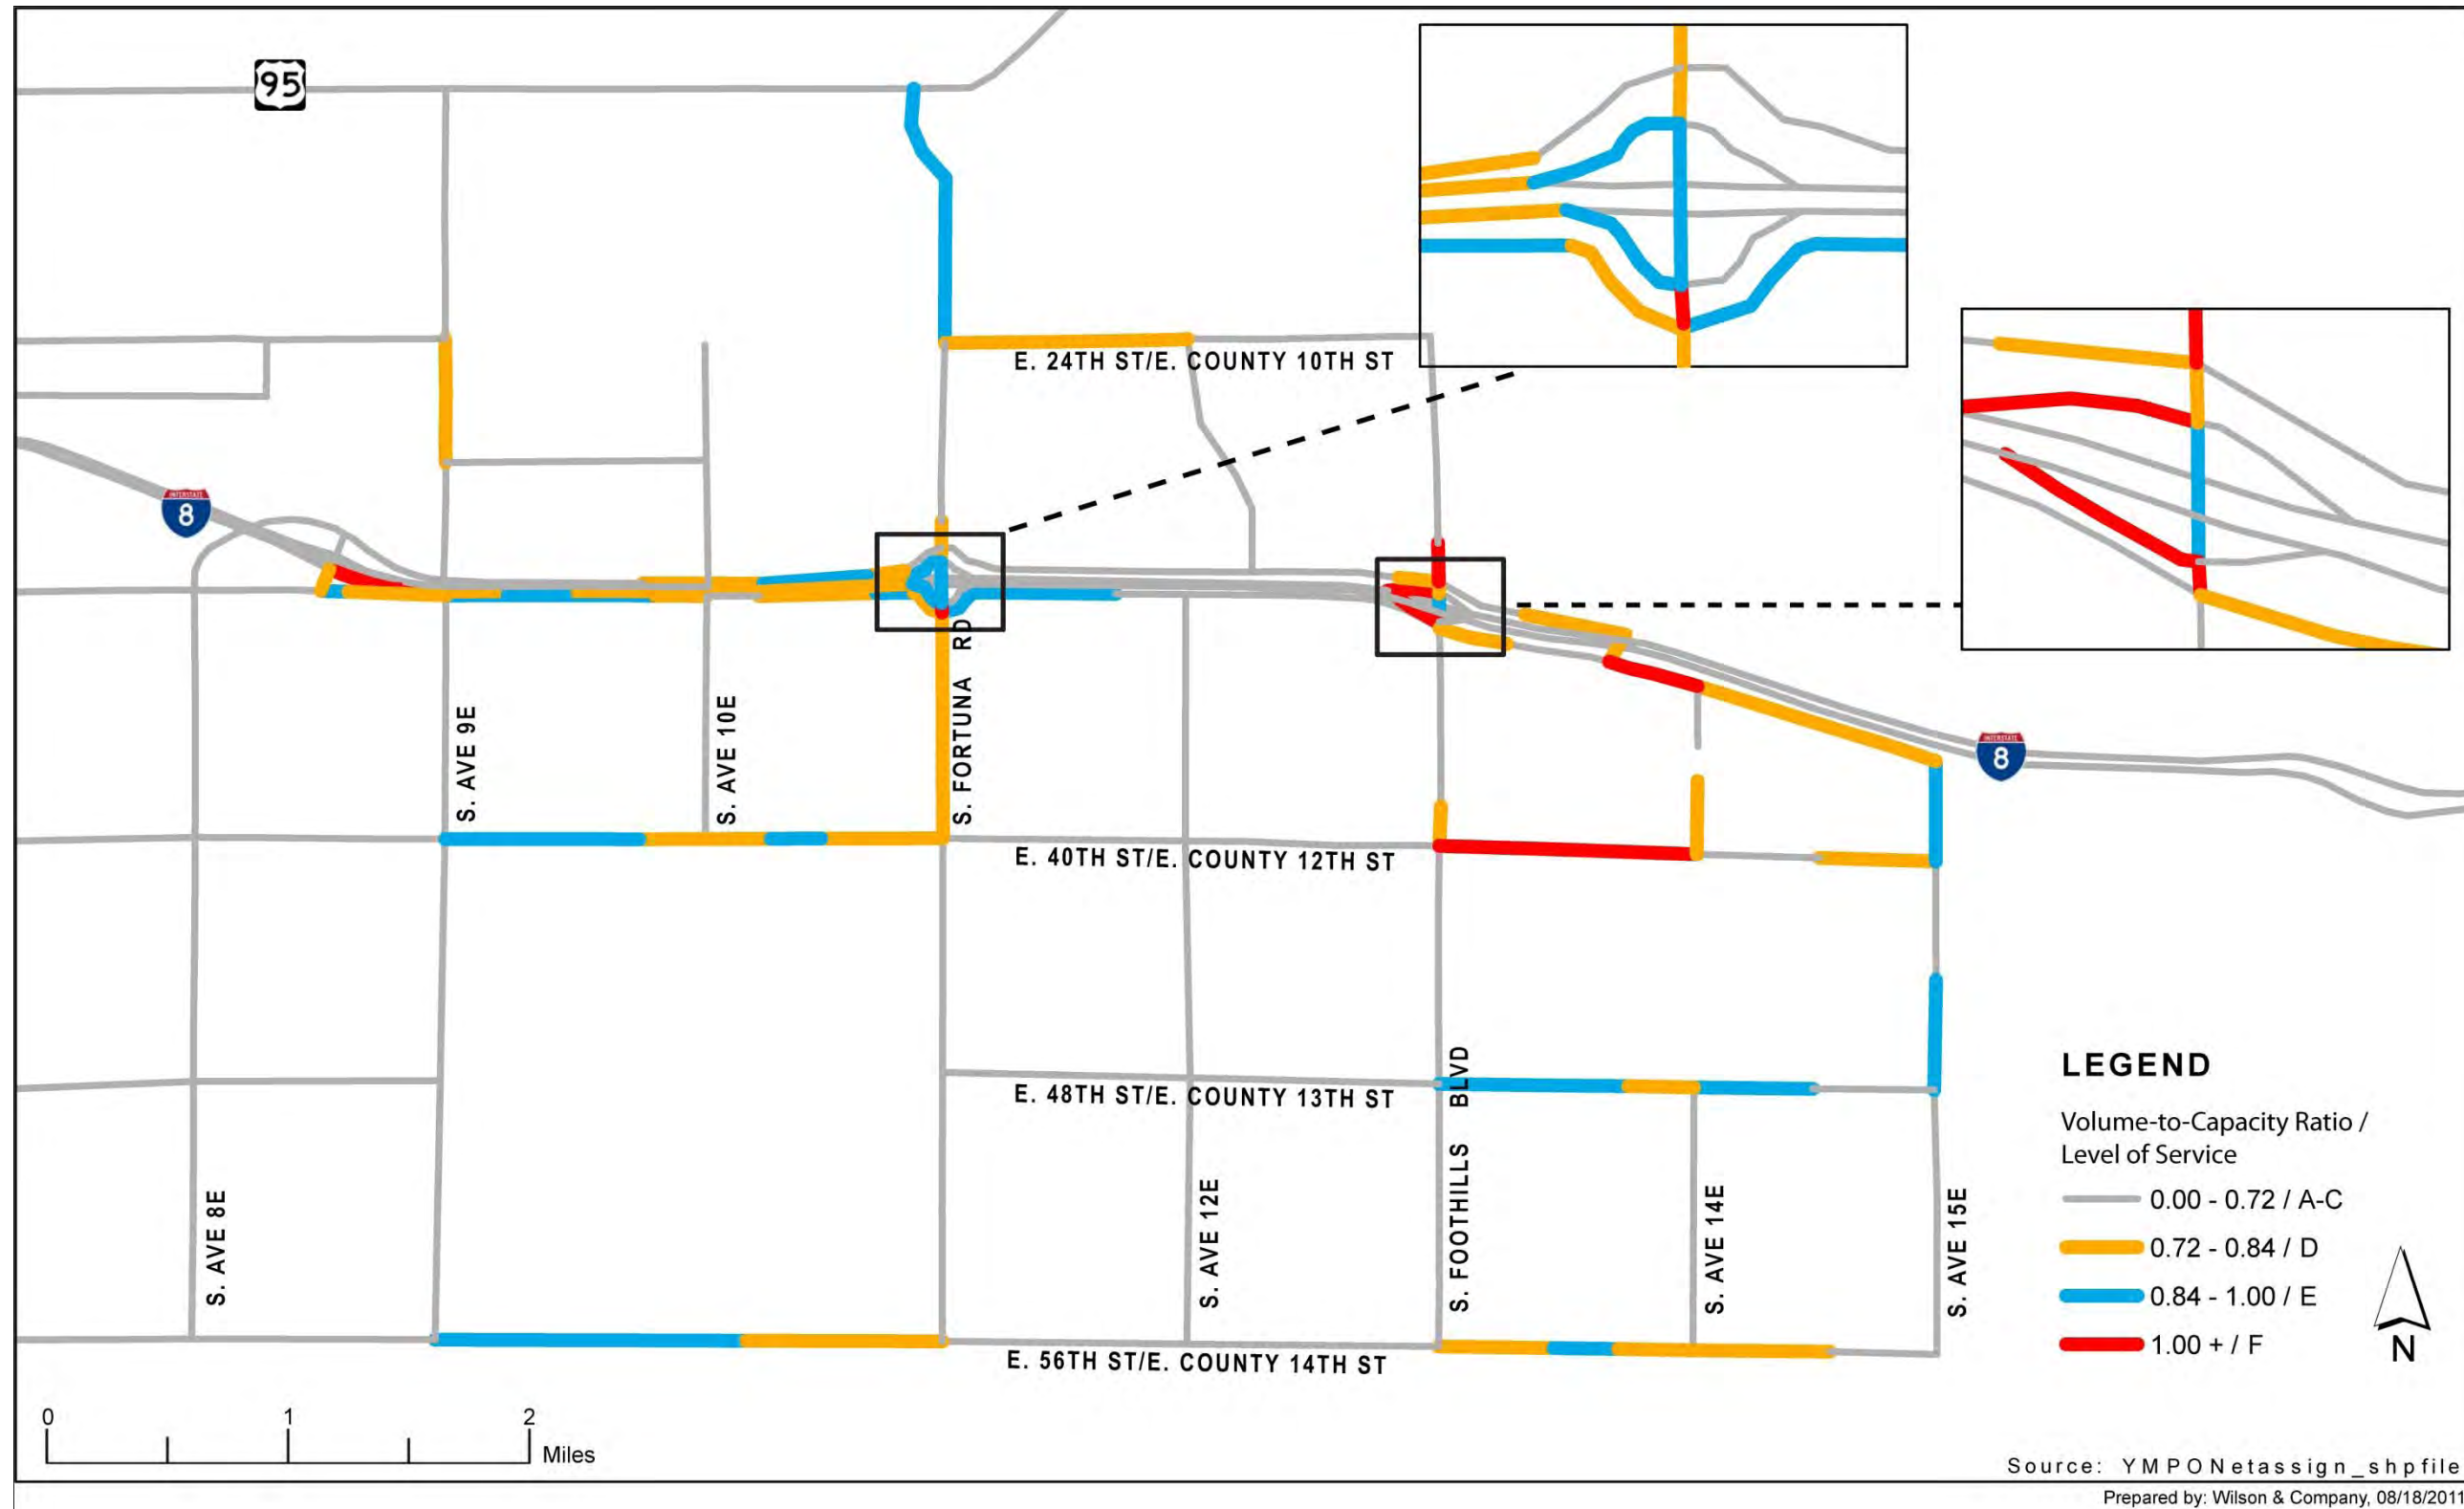 95
E. 24TH ST/E. COUNTY 10TH ST
INTERSTATE
8
S. AVE 9E
S. AVE 10E
S. FORTUNA RD
INTERSTATE
8
E. 40TH ST/E. COUNTY 12TH ST
E. 48TH ST/E. COUNTY 13TH ST
S. AVE 8E
S. AVE 12E
S. FOOTHILLS BLVD
S. AVE 14E
S. AVE 15E
E. 56TH ST/E. COUNTY 14TH ST
LEGEND
Volume-to-Capacity Ratio /
Level of Service
0.00 - 0.72 / A-C
0.72 - 0.84 / D
0.84 - 1.00 / E
1.00 + / F
N
0 1 2
Miles
Source: YMPONetassign_shpfile
Prepared by: Wilson & Company, 08/18/2011